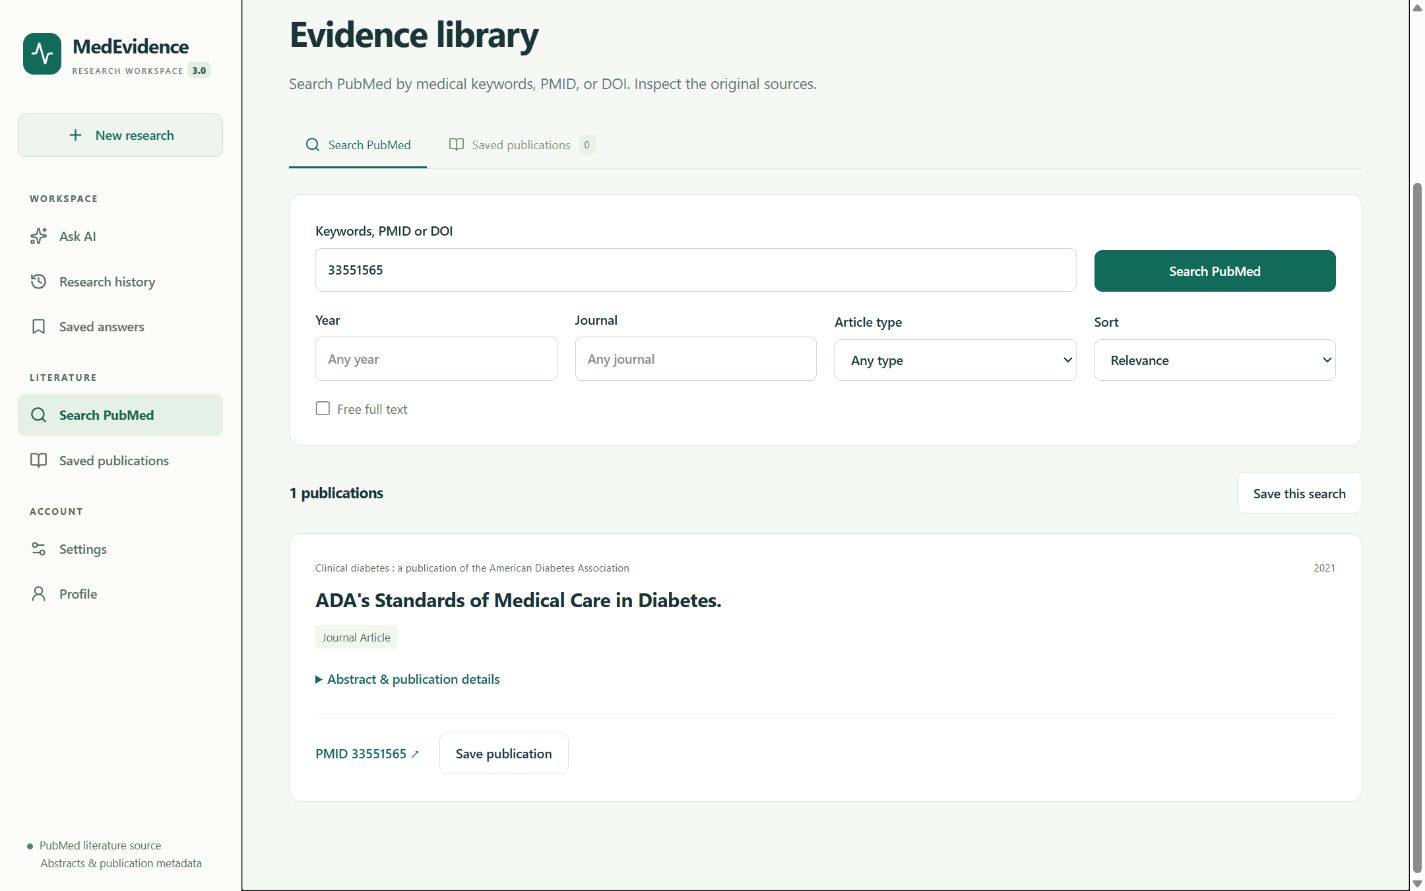 MedEvidence
RESEARCH WORKSPACE 3.0
New research
WORKSPACE
Ask AI
Research history
Saved answers
LITERATURE
Search PubMed
Saved publications
ACCOUNT
Settings
Profile
PubMed literature source
Abstracts & publication metadata
Evidence library
Search PubMed by medical keywords, PMID, or DOI. Inspect the original sources.
Search PubMed
Saved publications 0
Keywords, PMID or DOI
33551565
Search PubMed
Year
Journal
Article type
Sort
Any year
Any journal
Any type
Relevance
Free full text
1 publications
Save this search
Clinical diabetes : a publication of the American Diabetes Association
2021
ADA's Standards of Medical Care in Diabetes.
Journal Article
Abstract & publication details
PMID 33551565 ↗
Save publication